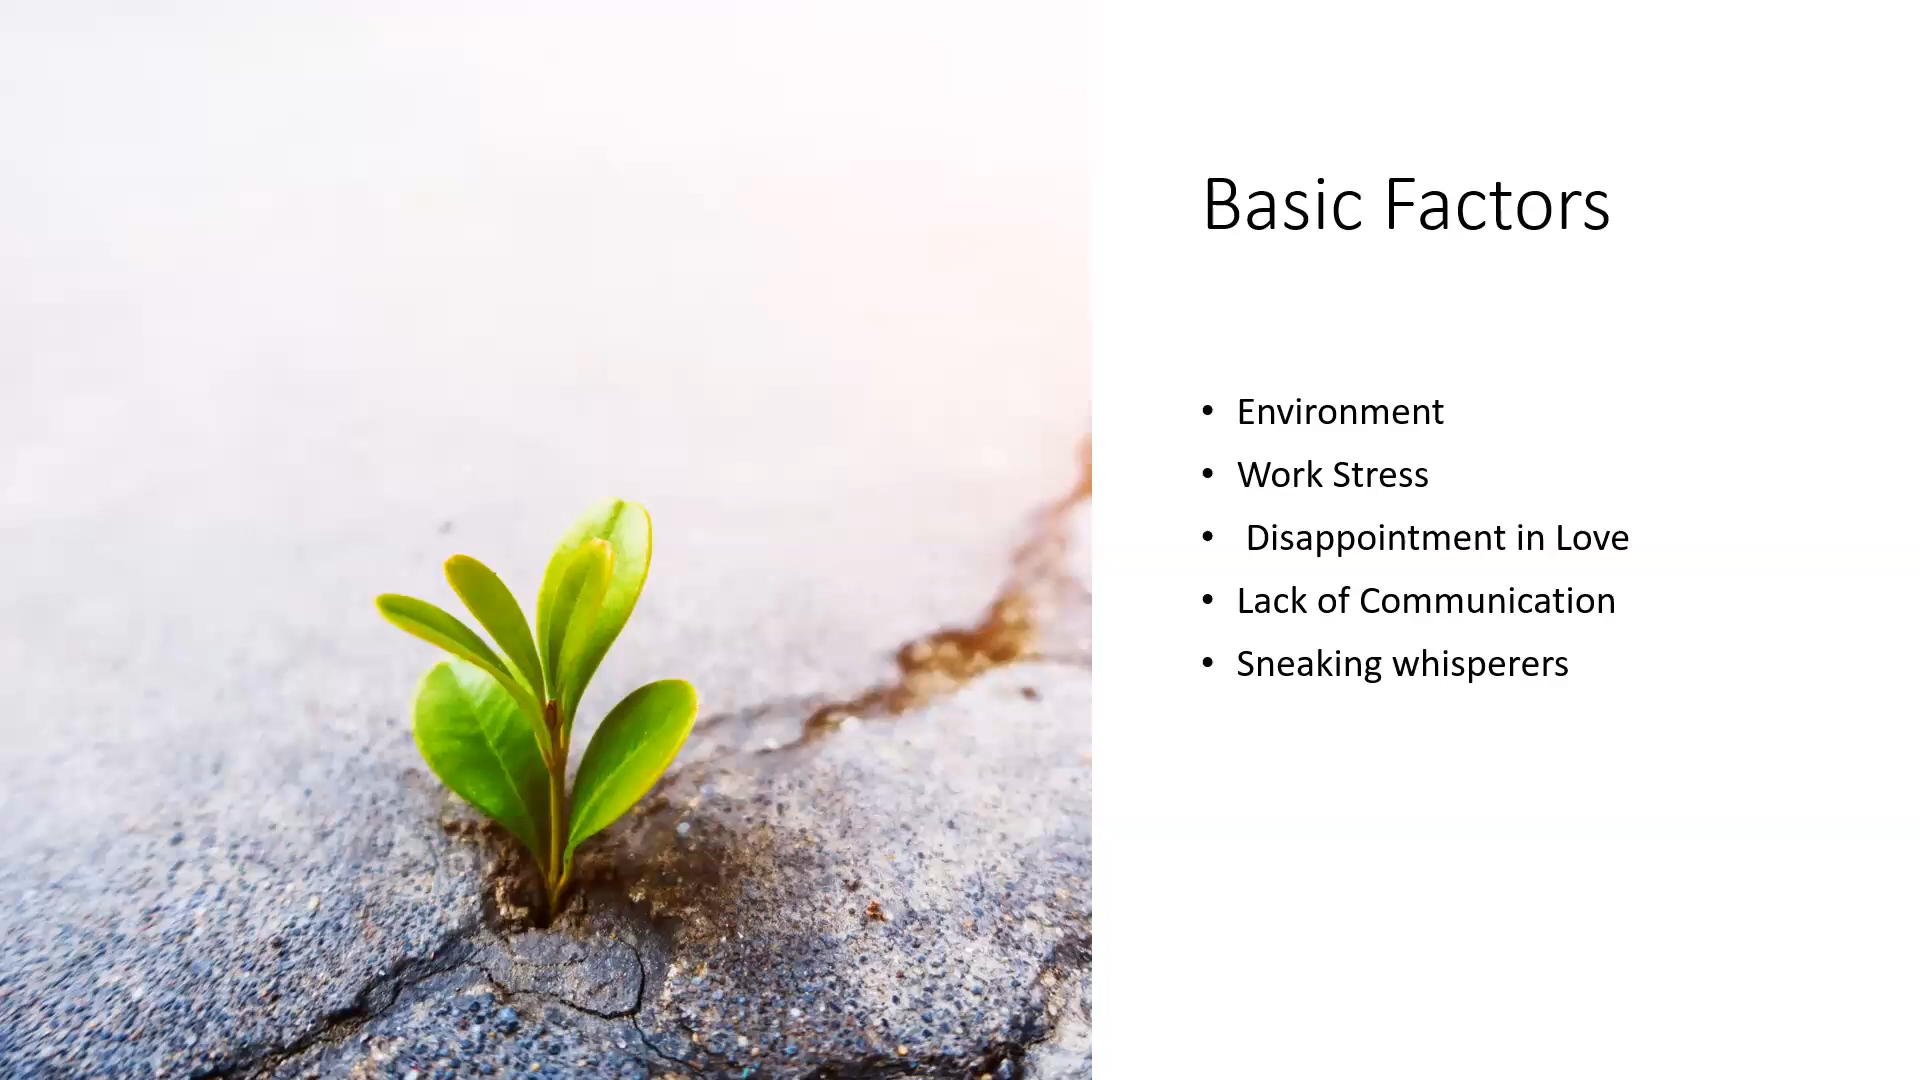 Basic Factors
• Environment
• Work Stress
• Disappointment in Love
• Lack of Communication
• Sneaking whisperers